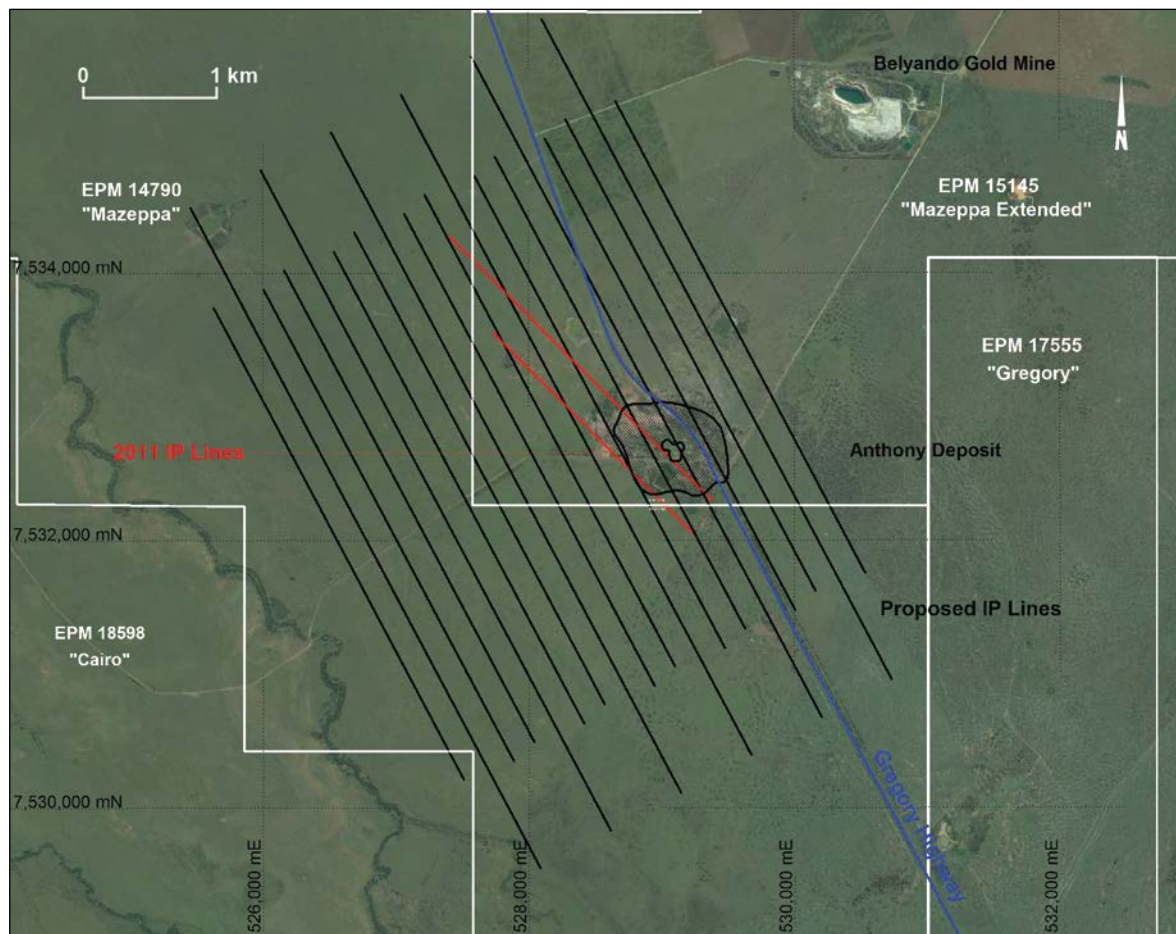 Belyando Gold Mine
0 1 km
N
EPM 14790
"Mazeppa"
EPM 15145
"Mazeppa Extended"
7,534,000 mN
EPM 17555
"Gregory"
2011 IP Lines
Anthony Deposit
7,532,000 mN
Proposed IP Lines
EPM 18598
"Cairo"
Gregory Highway
7,530,000 mN
526,000 mE
528,000 mE
530,000 mE
532,000 mE